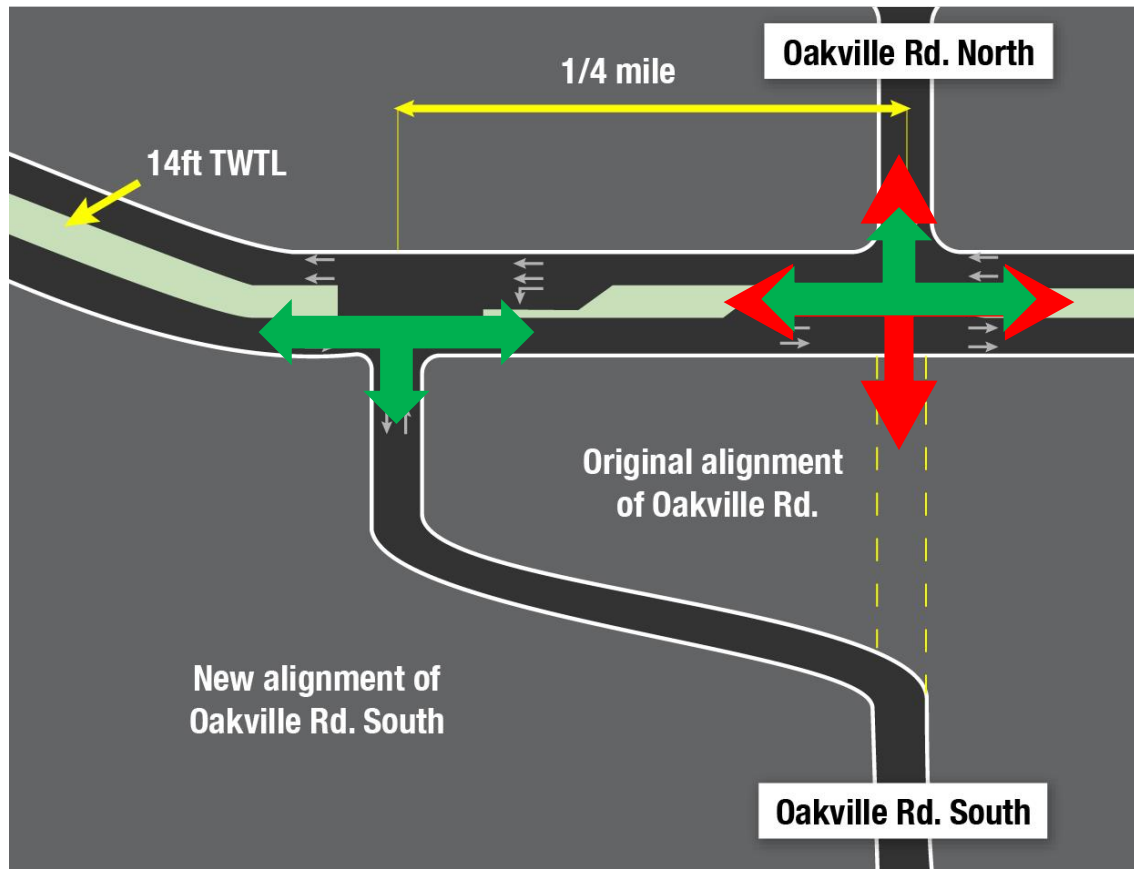 Oakville Rd. North
1/4 mile
14ft TWTL
Original alignment
of Oakville Rd.
New alignment of
Oakville Rd. South
Oakville Rd. South